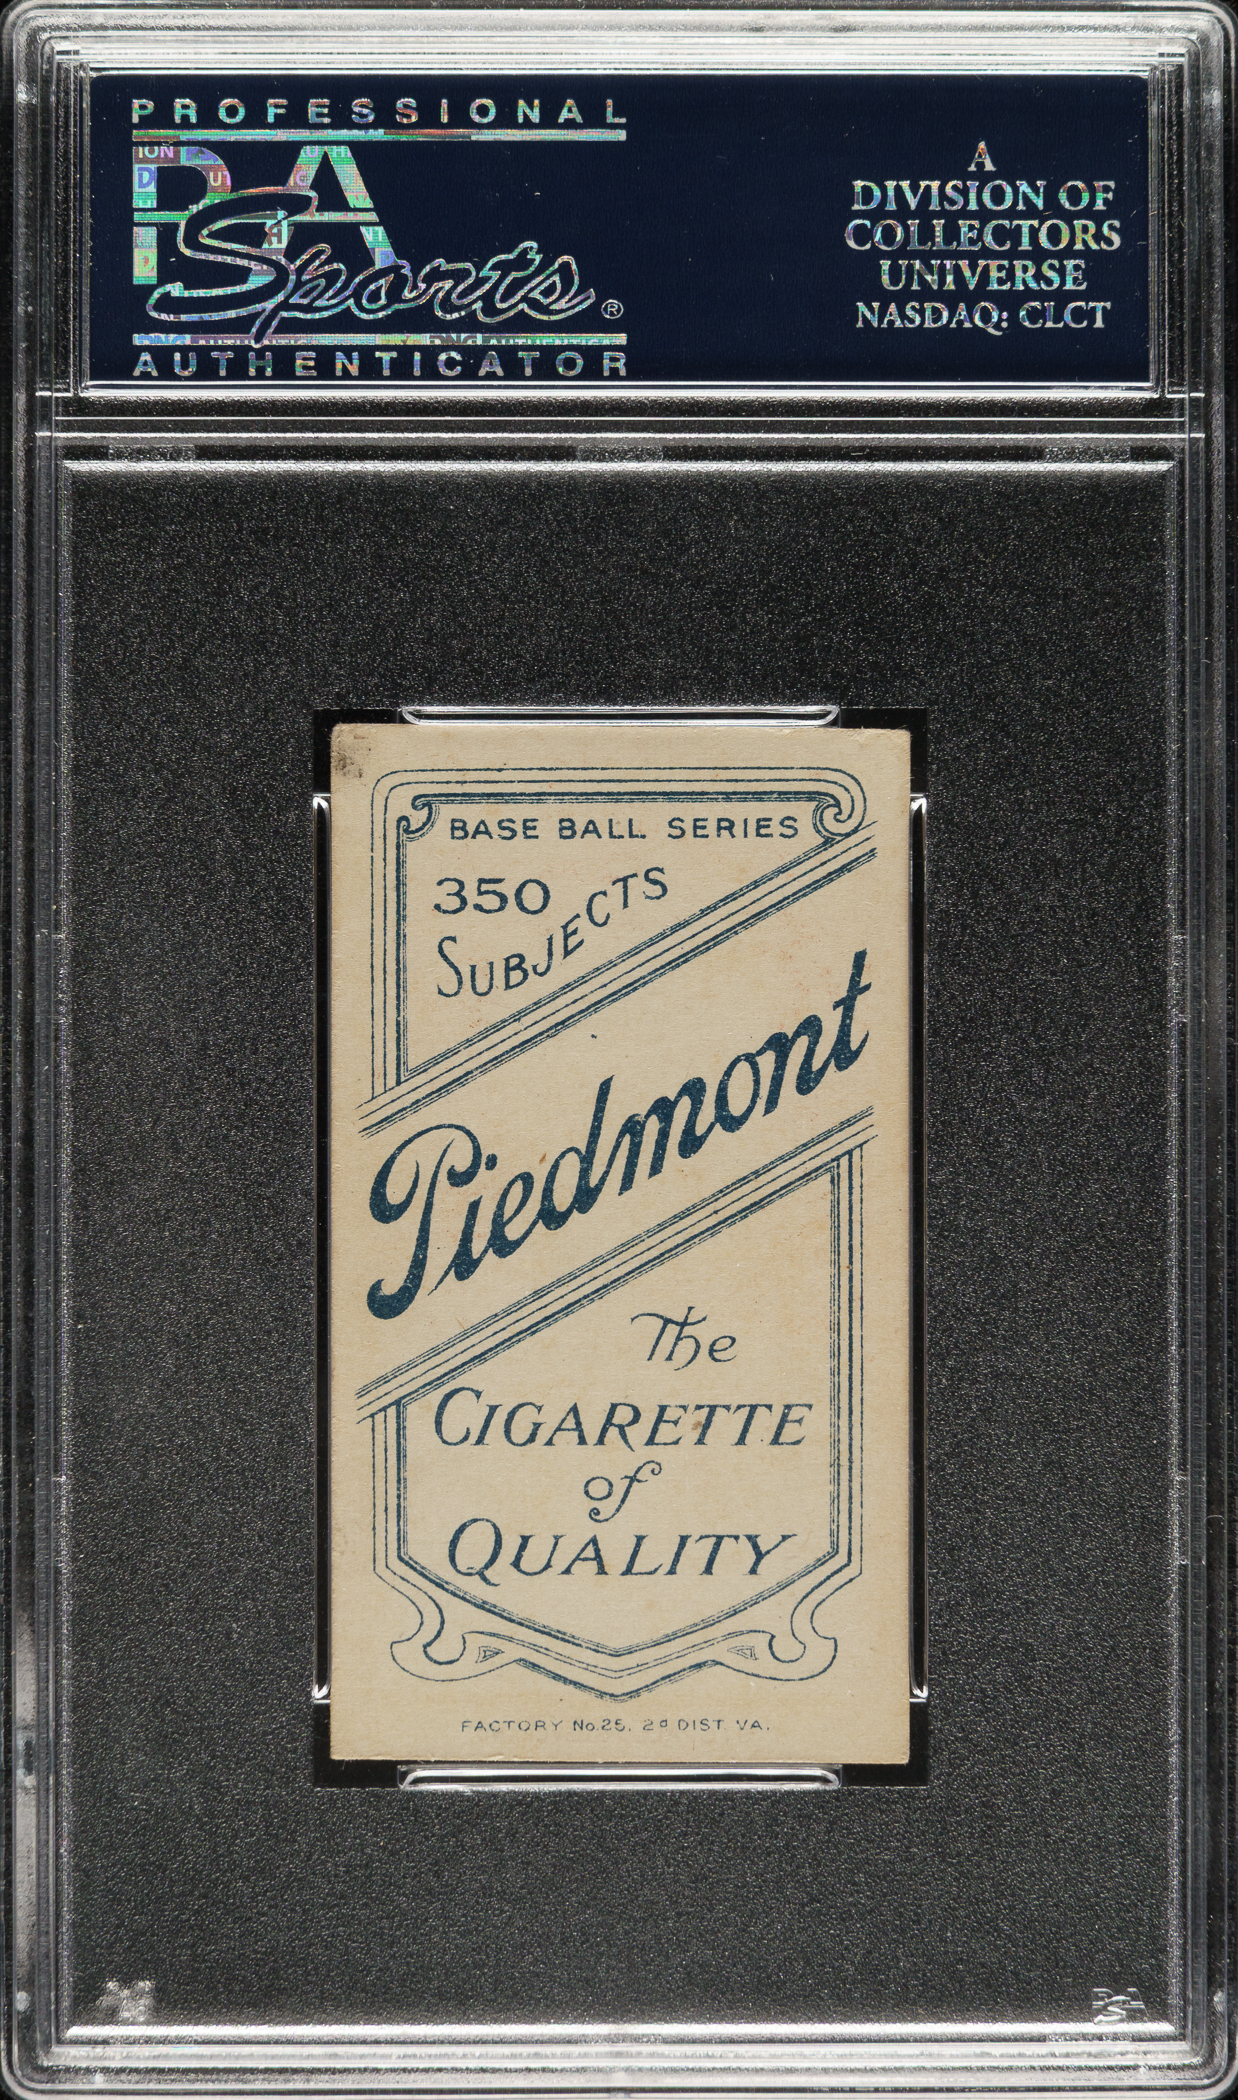 PROFESSIONAL
PSA
Sports®
AUTHENTICATOR
A
DIVISION OF
COLLECTORS
UNIVERSE
NASDAQ: CLCT
BASE BALL SERIES
350
SUBJECTS
Piedmont
The
CIGARETTE
of
QUALITY
FACTORY No. 25, 2d DIST. VA.